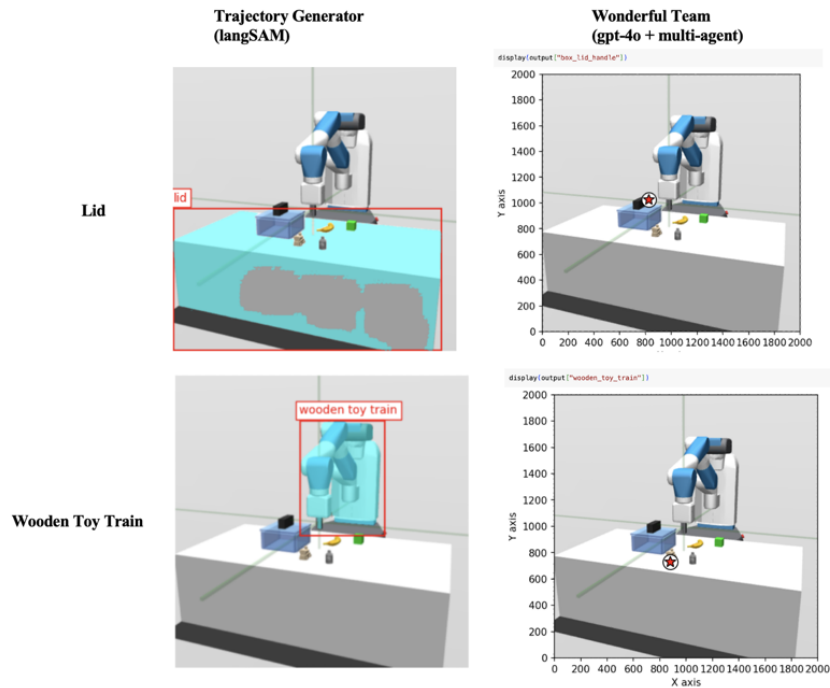 Trajectory Generator
(langSAM)
Wonderful Team
(gpt-4o + multi-agent)
Lid
lid
display(output["box_lid_handle"])
2000
1800
1600
1400
1200
1000
800
600
400
200
0
Y axis
0 200 400 600 800 1000 1200 1400 1600 1800 2000
Wooden Toy Train
wooden toy train
display(output["wooden_toy_train"])
2000
1800
1600
1400
1200
1000
800
600
400
200
0
Y axis
0 200 400 600 800 1000 1200 1400 1600 1800 2000
X axis